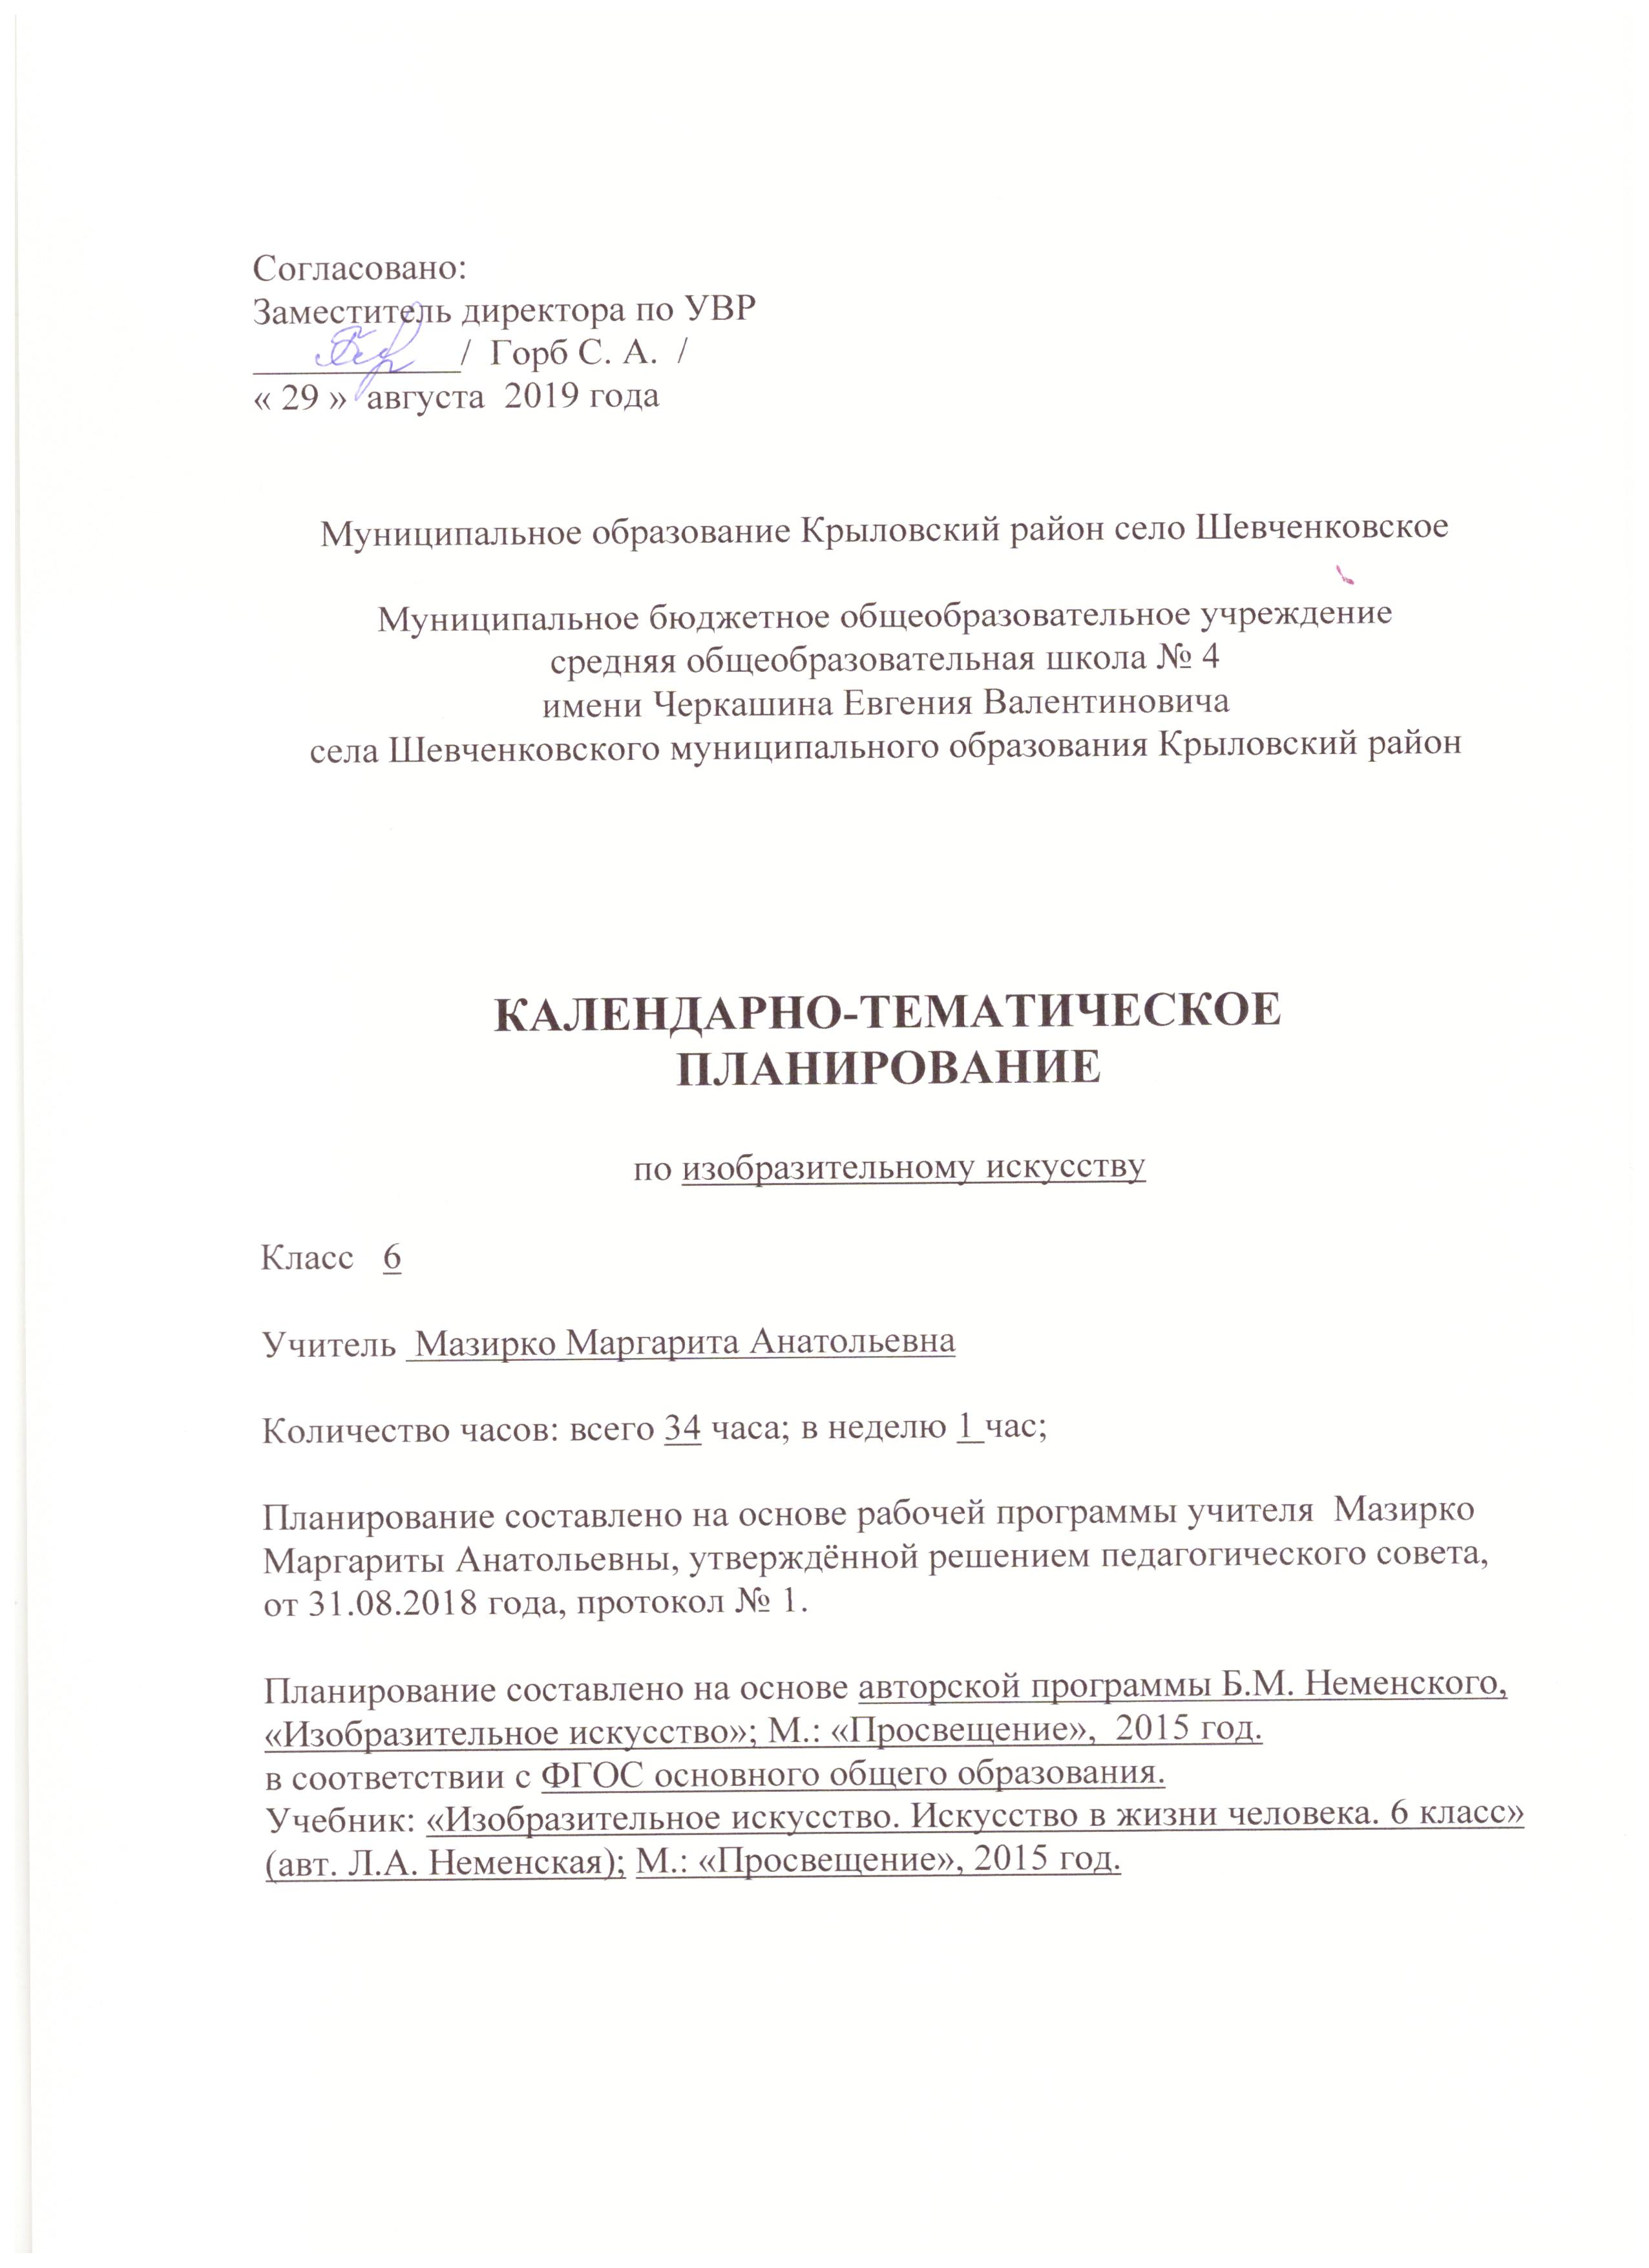 Согласовано:
Заместитель директора по УВР
___________/ Горб С. А. /
« 29 » августа 2019 года
Муниципальное образование Крыловский район село Шевченковское
Муниципальное бюджетное общеобразовательное учреждение
средняя общеобразовательная школа № 4
имени Черкашина Евгения Валентиновича
села Шевченковского муниципального образования Крыловский район
КАЛЕНДАРНО-ТЕМАТИЧЕСКОЕ
ПЛАНИРОВАНИЕ
по изобразительному искусству
Класс 6
Учитель Мазирко Маргарита Анатольевна
Количество часов: всего 34 часа; в неделю 1 час;
Планирование составлено на основе рабочей программы учителя Мазирко
Маргариты Анатольевны, утверждённой решением педагогического совета,
от 31.08.2018 года, протокол № 1.
Планирование составлено на основе авторской программы Б.М. Неменского,
«Изобразительное искусство»; М.: «Просвещение», 2015 год.
в соответствии с ФГОС основного общего образования.
Учебник: «Изобразительное искусство. Искусство в жизни человека. 6 класс»
(авт. Л.А. Неменская); М.: «Просвещение», 2015 год.